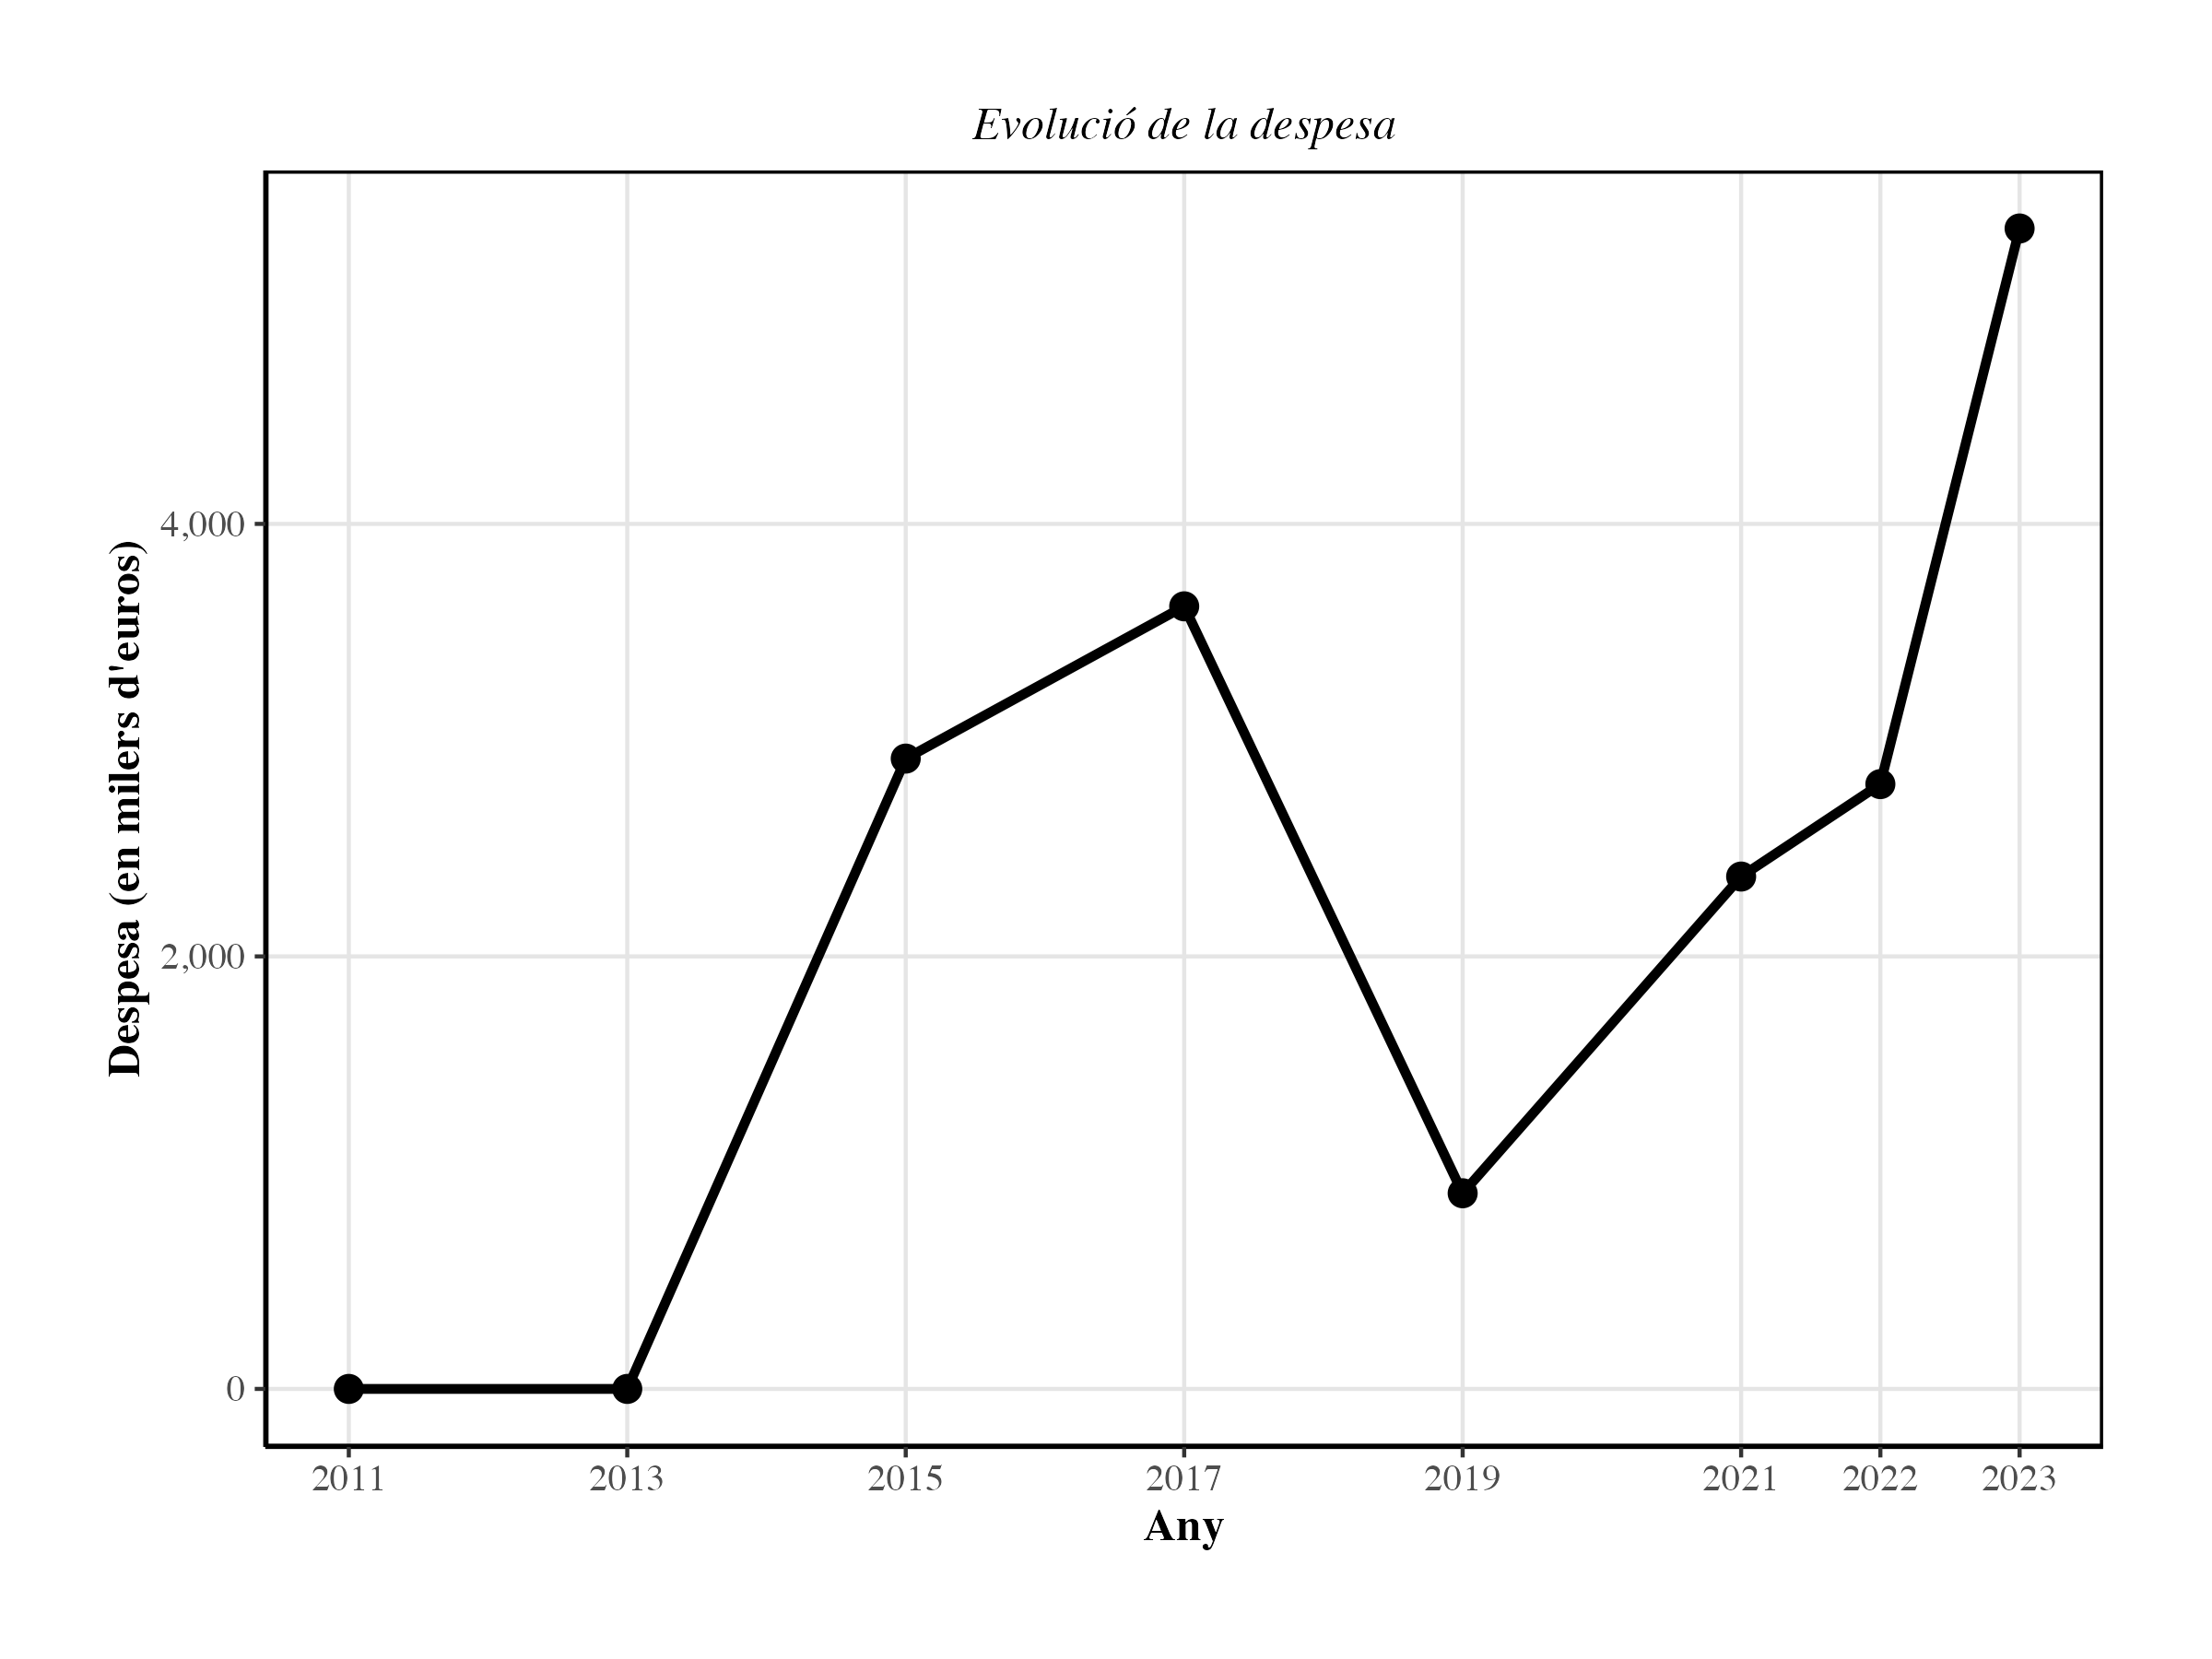 Evolució de la despesa
Despesa (en milers d'euros)
4,000
2,000
0
2011 2013 2015 2017 2019 2021 2022 2023
Any